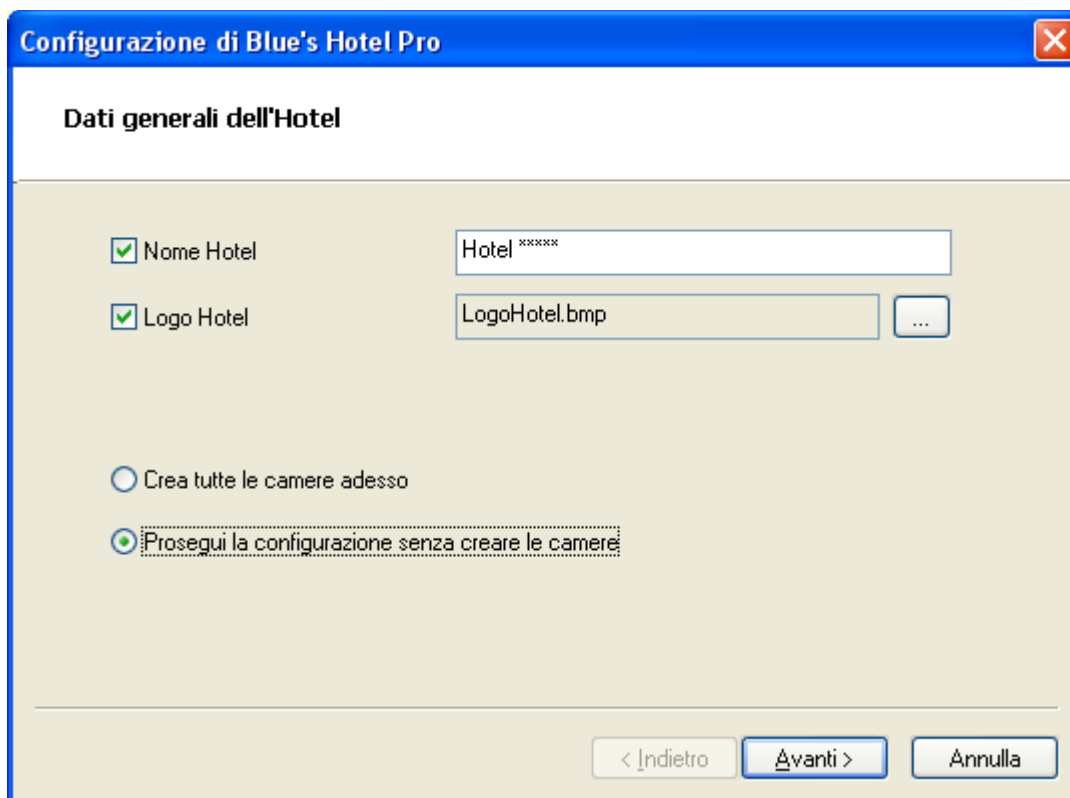 Configurazione di Blue's Hotel Pro
Dati generali dell'Hotel
Nome Hotel Hotel *****
Logo Hotel LogoHotel.bmp ...
Crea tutte le camere adesso
Prosegui la configurazione senza creare le camere
< Indietro Avanti > Annulla